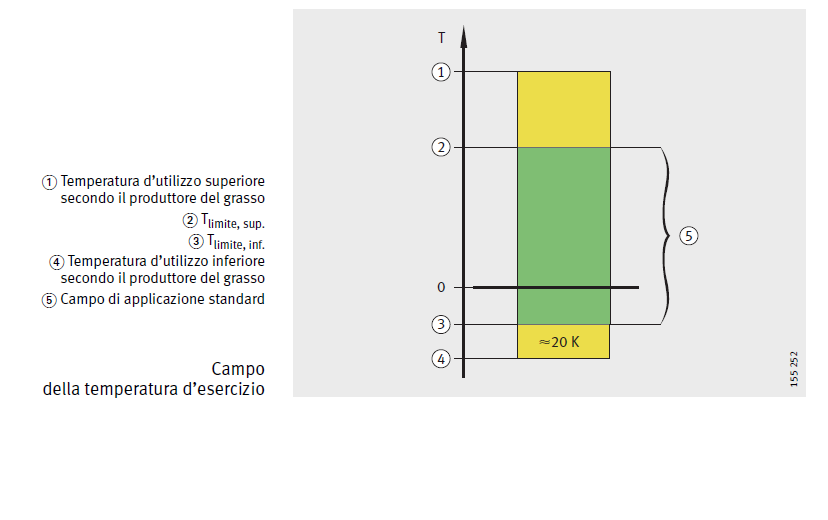 ① Temperatura d’utilizzo superiore
secondo il produttore del grasso
② Tlimite, sup.
③ Tlimite, inf.
④ Temperatura d’utilizzo inferiore
secondo il produttore del grasso
⑤ Campo di applicazione standard
Campo
della temperatura d’esercizio
T
①
②
⑤
0
③
≈20 K
④
155 252